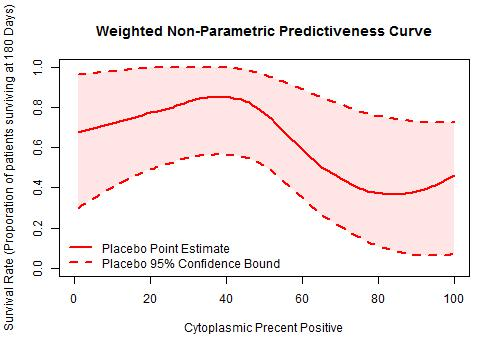 Weighted Non-Parametric Predictiveness Curve
Survival Rate (Proporation of patients surviving at 180 Days)
1.0
0.8
0.6
0.4
0.2
0.0
Placebo Point Estimate
Placebo 95% Confidence Bound
0 20 40 60 80 100
Cytoplasmic Precent Positive